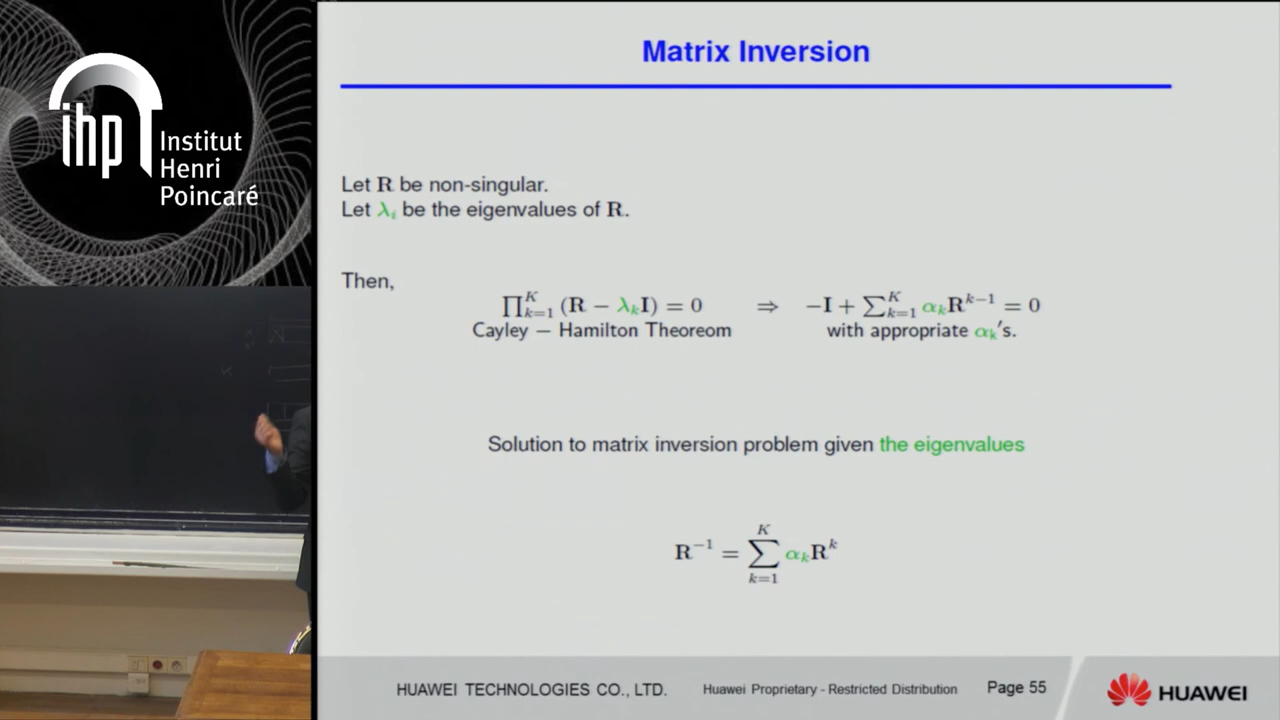 ihp Institut
Henri
Poincaré
Matrix Inversion
Let R be non-singular.
Let λ_i be the eigenvalues of R.
Then,
∏_{k=1}^{K} (R − λ_k I) = 0 ⇒ −I + ∑_{k=1}^{K} α_k R^{k−1} = 0
Cayley − Hamilton Theoreom with appropriate α_k's.
Solution to matrix inversion problem given the eigenvalues
R^{−1} = ∑_{k=1}^{K} α_k R^k
HUAWEI TECHNOLOGIES CO., LTD. Huawei Proprietary - Restricted Distribution Page 55 HUAWEI